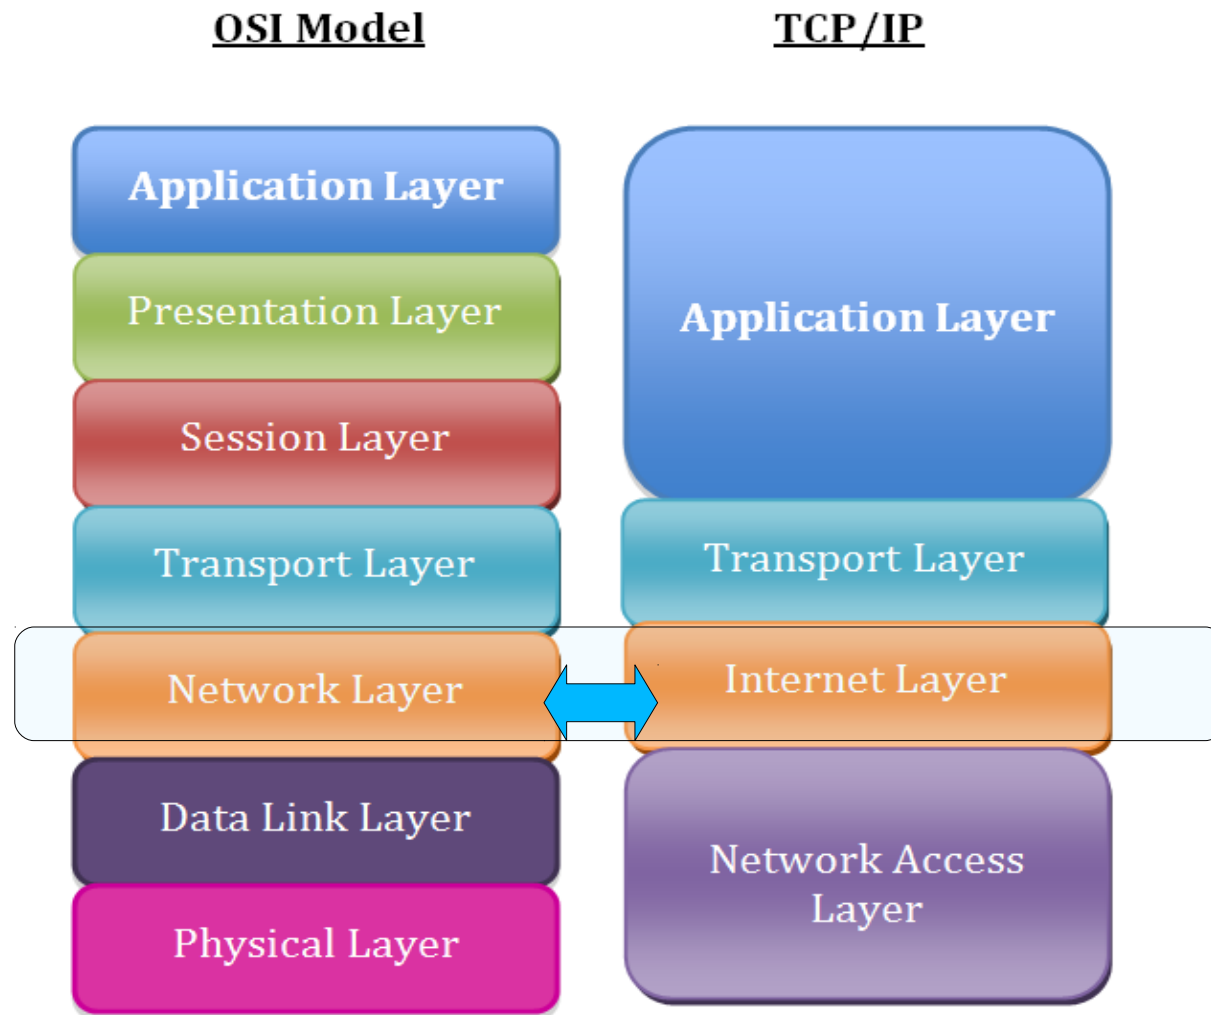 OSI Model
TCP/IP
Application Layer
Presentation Layer
Session Layer
Transport Layer
Network Layer
Data Link Layer
Physical Layer
Application Layer
Transport Layer
Internet Layer
Network Access
Layer